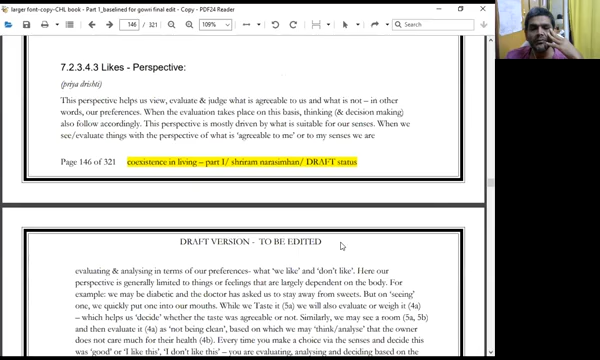 larger font-copy-CHL book - Part 1_baselined for gowri final edit - Copy - PDF24 Reader
146 / 321
109%
Search
7.2.3.4.3 Likes - Perspective:
(priya drishti)
This perspective helps us view, evaluate & judge what is agreeable to us and what is not – in other
words, our preferences. When the evaluation takes place on this basis, thinking (& decision making)
also follow accordingly. This perspective is mostly driven by what is suitable for our senses. When we
see/evaluate things with the perspective of what is ‘agreeable to me’ or to my senses we are
Page 146 of 321 coexistence in living – part I/ shriram narasimhan/ DRAFT status
DRAFT VERSION - TO BE EDITED
evaluating & analysing in terms of our preferences- what ‘we like’ and ‘don’t like’. Here our
perspective is generally limited to things or feelings that are largely dependent on the body. For
example: we may be diabetic and the doctor has asked us to stay away from sweets. But on ‘seeing’
one, we quickly put one into our mouths. While we Taste it (5a) we will also evaluate or weigh it (4a)
– which helps us ‘decide’ whether the taste was agreeable or not. Similarly, we may see a room (5a, 5b)
and then evaluate it (4a) as ‘not being clean’, based on which we may ‘think/analyse’ that the owner
does not care much for their health (4b). Every time you make a choice via the senses and decide this
was ‘good’ or ‘I like this’, ‘I don’t like this’ – you are evaluating, analysing and deciding based on the